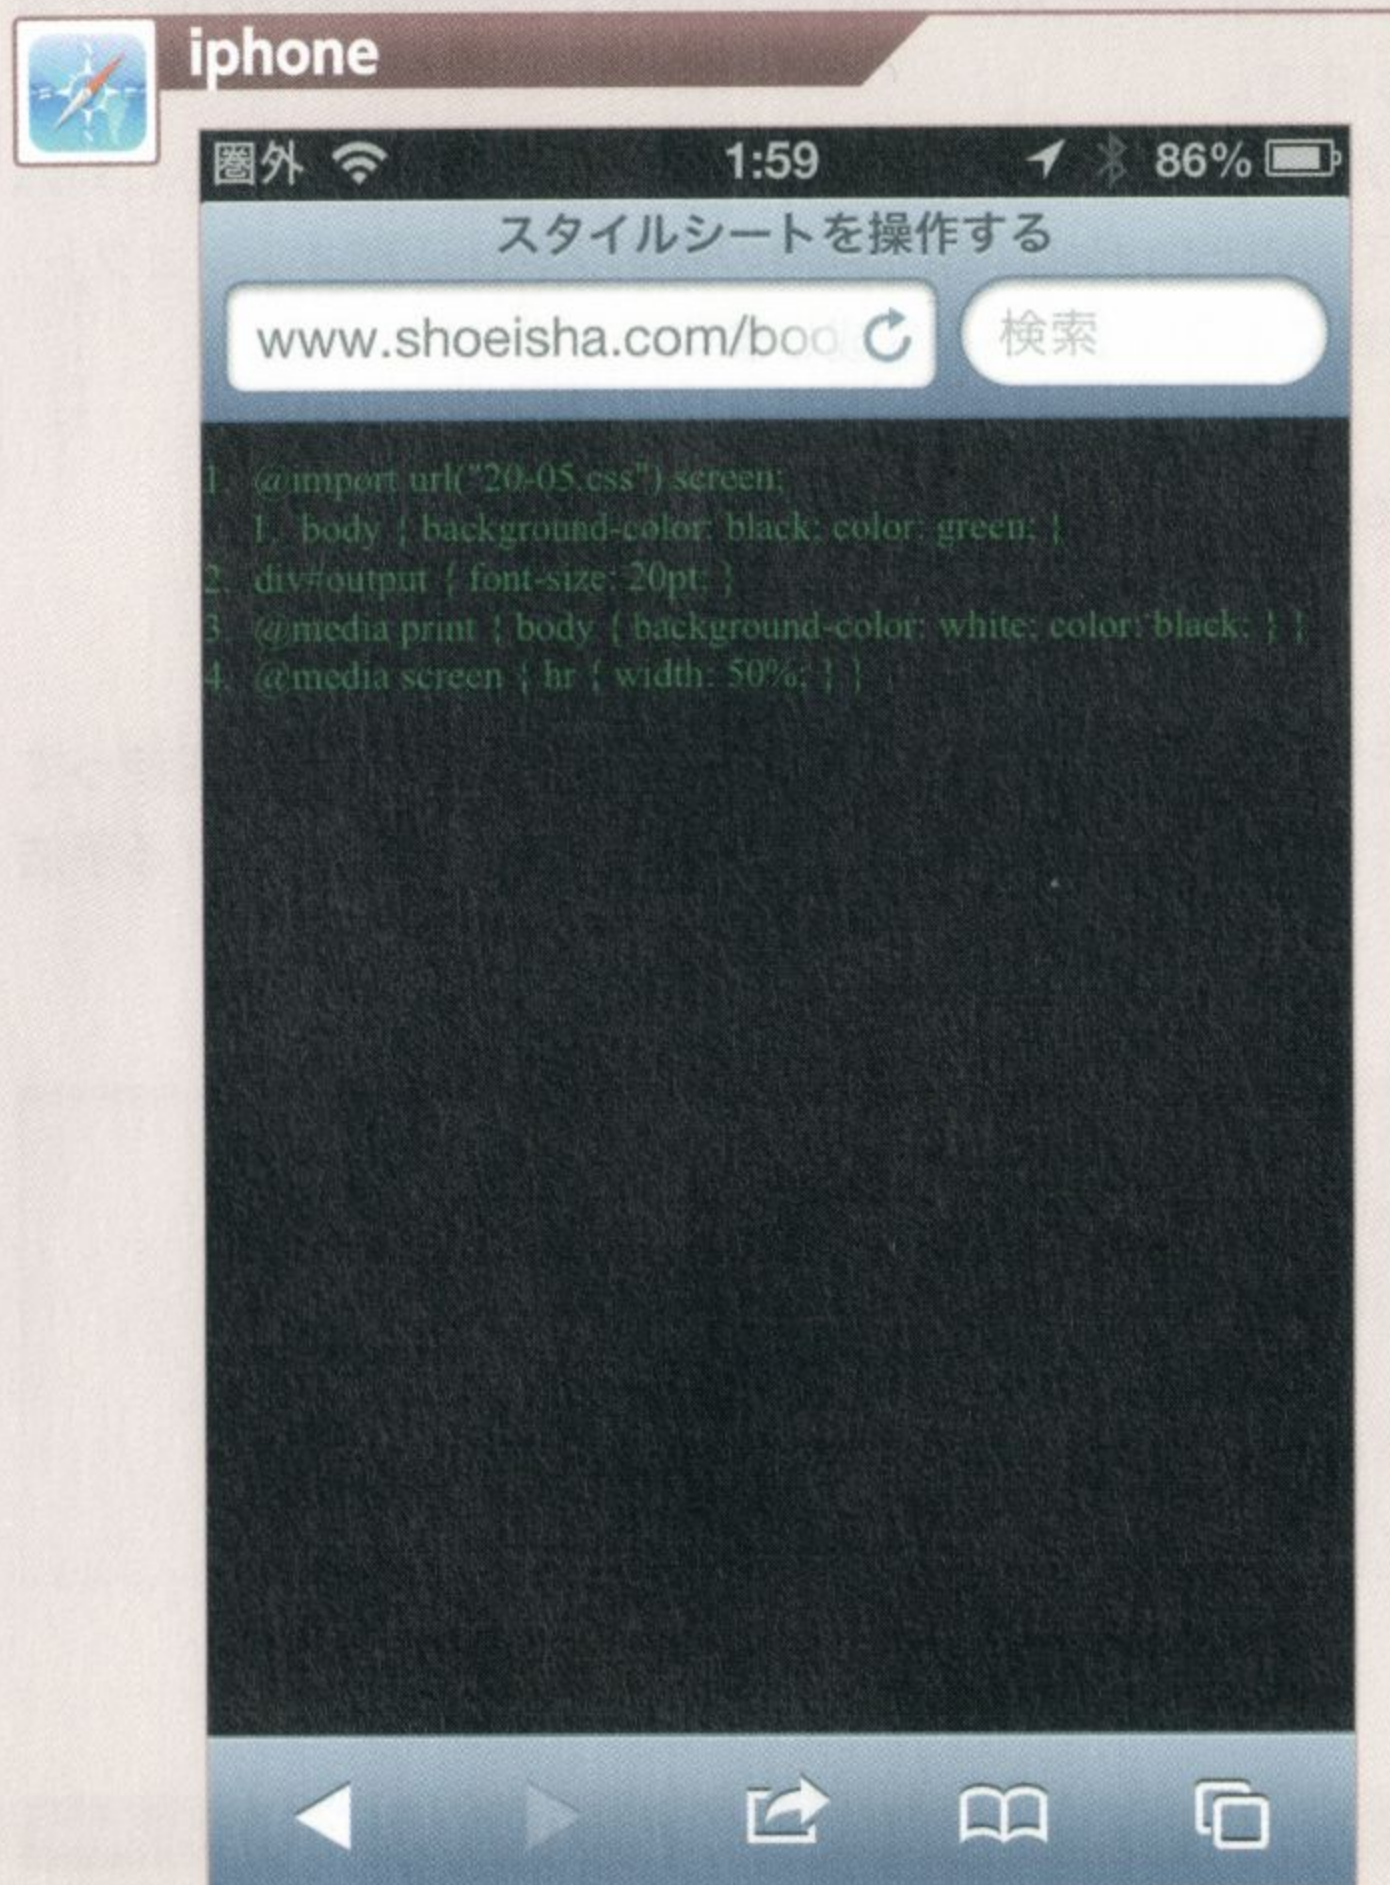 iphone
圏外 1:59 86%
スタイルシートを操作する
www.shoeisha.com/boo 検索
1. @import url("20-05.css") screen;
1. body { background-color: black; color: green; }
2. div#output { font-size: 20pt; }
3. @media print { body { background-color: white; color: black; } }
4. @media screen { hr { width: 50%; } }